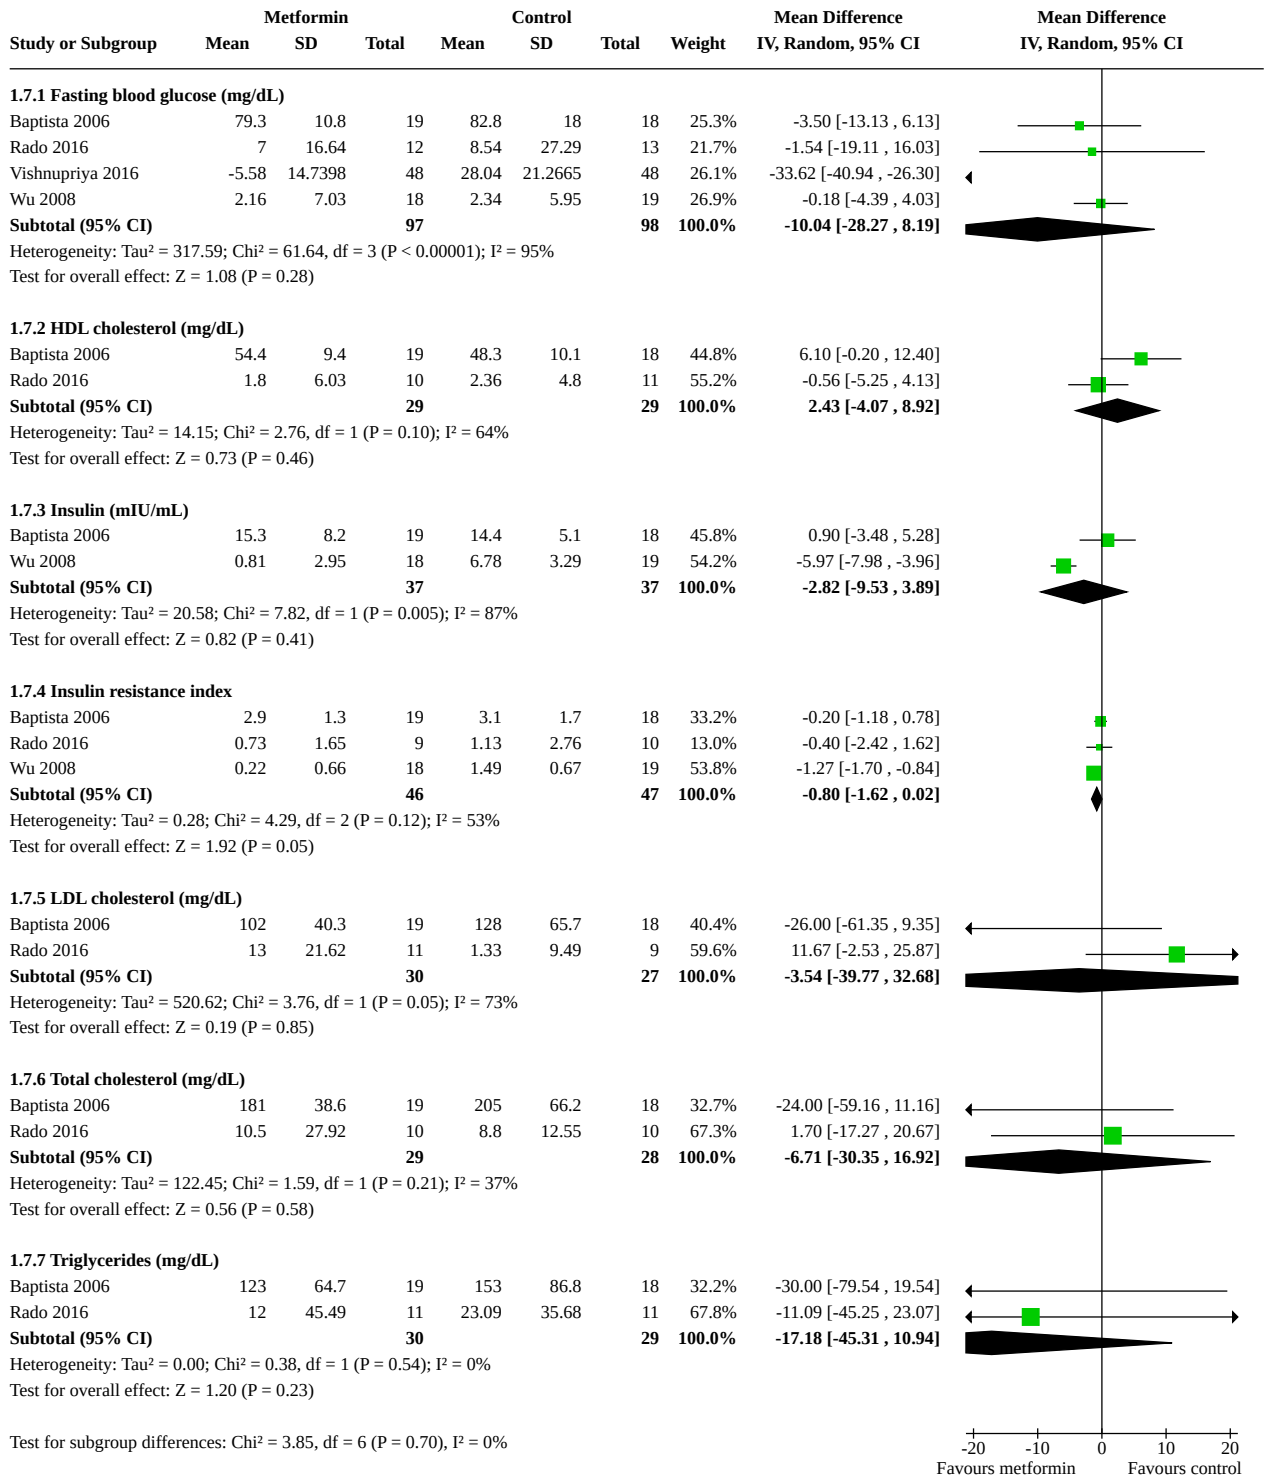 Metformin Control Mean Difference Mean Difference
Study or Subgroup Mean SD Total Mean SD Total Weight IV, Random, 95% CI IV, Random, 95% CI
1.7.1 Fasting blood glucose (mg/dL)
Baptista 2006 79.3 10.8 19 82.8 18 18 25.3% -3.50 [-13.13 , 6.13]
Rado 2016 7 16.64 12 8.54 27.29 13 21.7% -1.54 [-19.11 , 16.03]
Vishnupriya 2016 -5.58 14.7398 48 28.04 21.2665 48 26.1% -33.62 [-40.94 , -26.30]
Wu 2008 2.16 7.03 18 2.34 5.95 19 26.9% -0.18 [-4.39 , 4.03]
Subtotal (95% CI) 97 98 100.0% -10.04 [-28.27 , 8.19]
Heterogeneity: Tau² = 317.59; Chi² = 61.64, df = 3 (P < 0.00001); I² = 95%
Test for overall effect: Z = 1.08 (P = 0.28)
1.7.2 HDL cholesterol (mg/dL)
Baptista 2006 54.4 9.4 19 48.3 10.1 18 44.8% 6.10 [-0.20 , 12.40]
Rado 2016 1.8 6.03 10 2.36 4.8 11 55.2% -0.56 [-5.25 , 4.13]
Subtotal (95% CI) 29 29 100.0% 2.43 [-4.07 , 8.92]
Heterogeneity: Tau² = 14.15; Chi² = 2.76, df = 1 (P = 0.10); I² = 64%
Test for overall effect: Z = 0.73 (P = 0.46)
1.7.3 Insulin (mIU/mL)
Baptista 2006 15.3 8.2 19 14.4 5.1 18 45.8% 0.90 [-3.48 , 5.28]
Wu 2008 0.81 2.95 18 6.78 3.29 19 54.2% -5.97 [-7.98 , -3.96]
Subtotal (95% CI) 37 37 100.0% -2.82 [-9.53 , 3.89]
Heterogeneity: Tau² = 20.58; Chi² = 7.82, df = 1 (P = 0.005); I² = 87%
Test for overall effect: Z = 0.82 (P = 0.41)
1.7.4 Insulin resistance index
Baptista 2006 2.9 1.3 19 3.1 1.7 18 33.2% -0.20 [-1.18 , 0.78]
Rado 2016 0.73 1.65 9 1.13 2.76 10 13.0% -0.40 [-2.42 , 1.62]
Wu 2008 0.22 0.66 18 1.49 0.67 19 53.8% -1.27 [-1.70 , -0.84]
Subtotal (95% CI) 46 47 100.0% -0.80 [-1.62 , 0.02]
Heterogeneity: Tau² = 0.28; Chi² = 4.29, df = 2 (P = 0.12); I² = 53%
Test for overall effect: Z = 1.92 (P = 0.05)
1.7.5 LDL cholesterol (mg/dL)
Baptista 2006 102 40.3 19 128 65.7 18 40.4% -26.00 [-61.35 , 9.35]
Rado 2016 13 21.62 11 1.33 9.49 9 59.6% 11.67 [-2.53 , 25.87]
Subtotal (95% CI) 30 27 100.0% -3.54 [-39.77 , 32.68]
Heterogeneity: Tau² = 520.62; Chi² = 3.76, df = 1 (P = 0.05); I² = 73%
Test for overall effect: Z = 0.19 (P = 0.85)
1.7.6 Total cholesterol (mg/dL)
Baptista 2006 181 38.6 19 205 66.2 18 32.7% -24.00 [-59.16 , 11.16]
Rado 2016 10.5 27.92 10 8.8 12.55 10 67.3% 1.70 [-17.27 , 20.67]
Subtotal (95% CI) 29 28 100.0% -6.71 [-30.35 , 16.92]
Heterogeneity: Tau² = 122.45; Chi² = 1.59, df = 1 (P = 0.21); I² = 37%
Test for overall effect: Z = 0.56 (P = 0.58)
1.7.7 Triglycerides (mg/dL)
Baptista 2006 123 64.7 19 153 86.8 18 32.2% -30.00 [-79.54 , 19.54]
Rado 2016 12 45.49 11 23.09 35.68 11 67.8% -11.09 [-45.25 , 23.07]
Subtotal (95% CI) 30 29 100.0% -17.18 [-45.31 , 10.94]
Heterogeneity: Tau² = 0.00; Chi² = 0.38, df = 1 (P = 0.54); I² = 0%
Test for overall effect: Z = 1.20 (P = 0.23)
Test for subgroup differences: Chi² = 3.85, df = 6 (P = 0.70), I² = 0%
-20 -10 0 10 20
Favours metformin Favours control